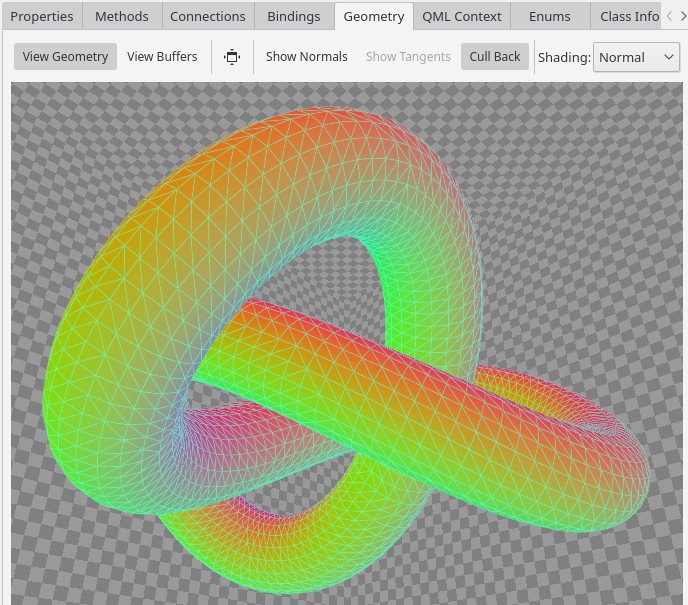 Properties Methods Connections Bindings Geometry QML Context Enums Class Info
View Geometry View Buffers Show Normals Show Tangents Cull Back Shading: Normal